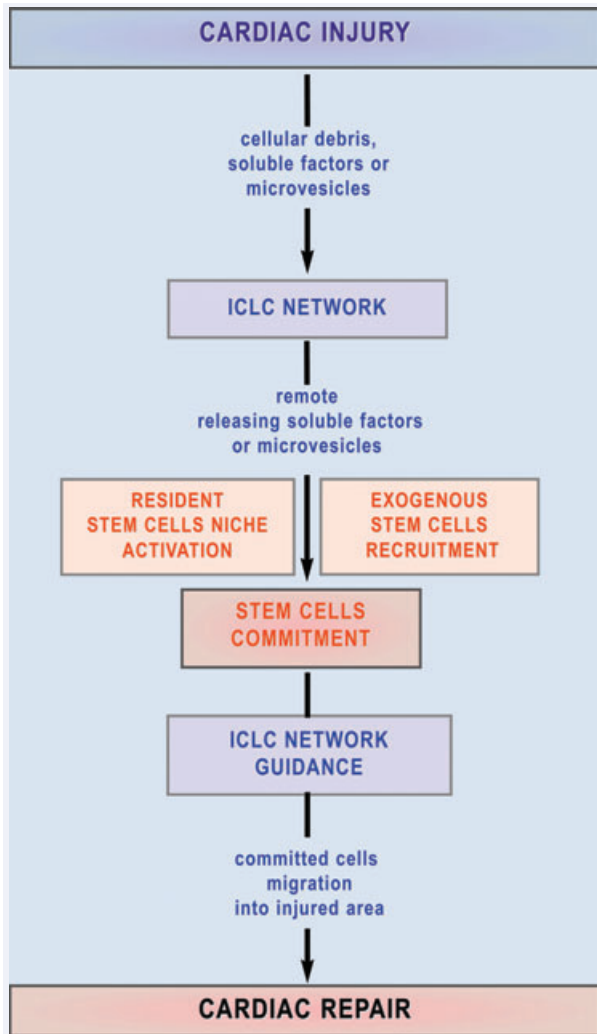 CARDIAC INJURY
cellular debris,
soluble factors or
microvesicles
ICLC NETWORK
remote
releasing soluble factors
or microvesicles
RESIDENT
STEM CELLS NICHE
ACTIVATION
EXOGENOUS
STEM CELLS
RECRUITMENT
STEM CELLS
COMMITMENT
ICLC NETWORK
GUIDANCE
committed cells
migration
into injured area
CARDIAC REPAIR